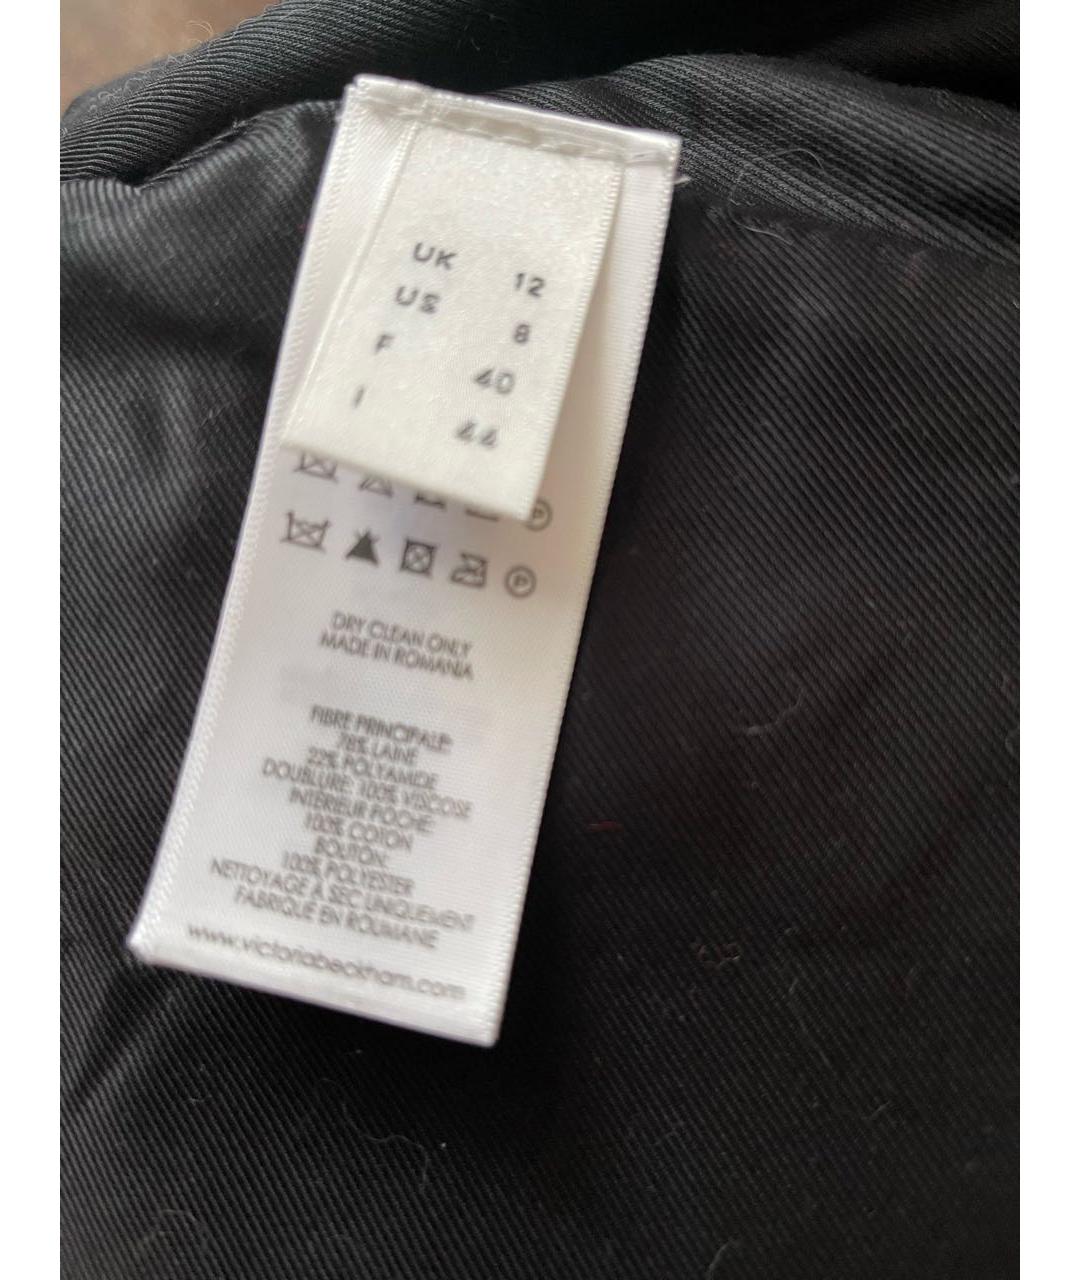 UK 12
US 8
F 40
I 44
P
P
DRY CLEAN ONLY
MADE IN ROMANIA
FIBRE PRINCIPALE:
78% LAINE
22% POLYAMIDE
DOUBLURE: 100% VISCOSE
INTERIEUR POCHE:
100% COTON
BOUTON:
100% POLYESTER
NETTOYAGE À SEC UNIQUEMENT
FABRIQUÉ EN ROUMANIE
www.victoriabeckham.com